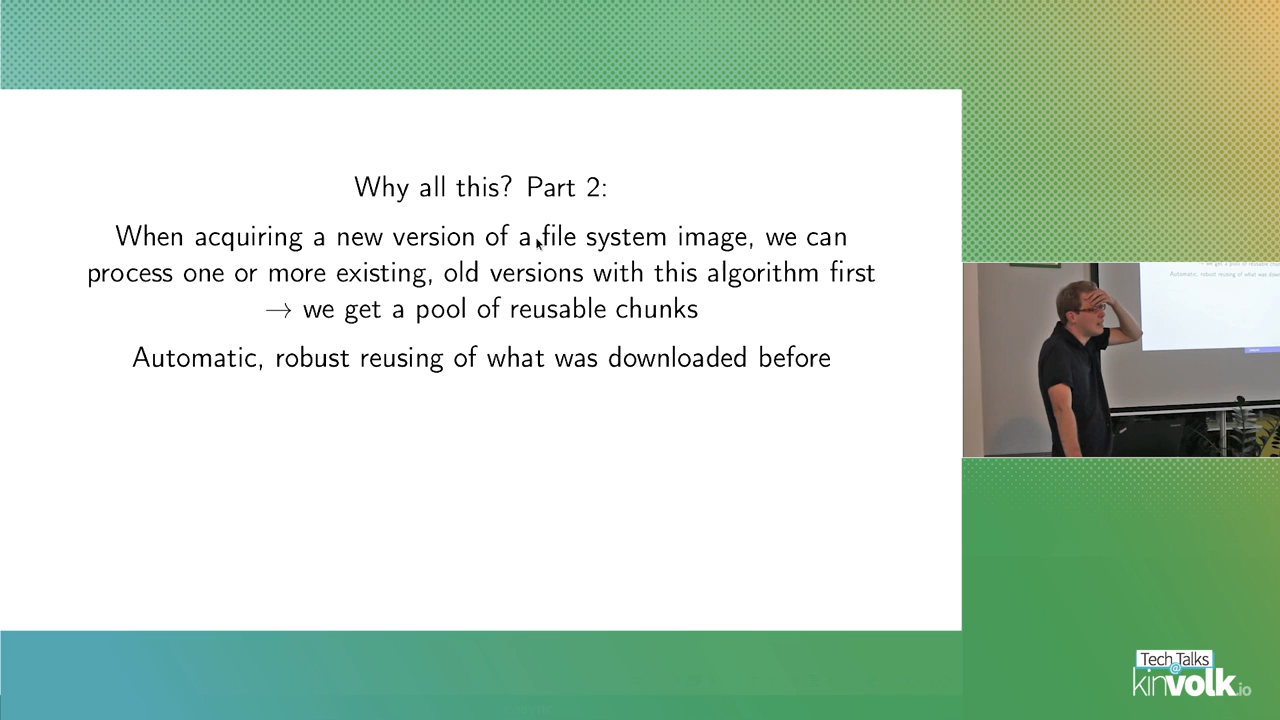 Why all this? Part 2:
When acquiring a new version of a file system image, we can
process one or more existing, old versions with this algorithm first
→ we get a pool of reusable chunks
Automatic, robust reusing of what was downloaded before
Tech Talks
@
kinvolk.io